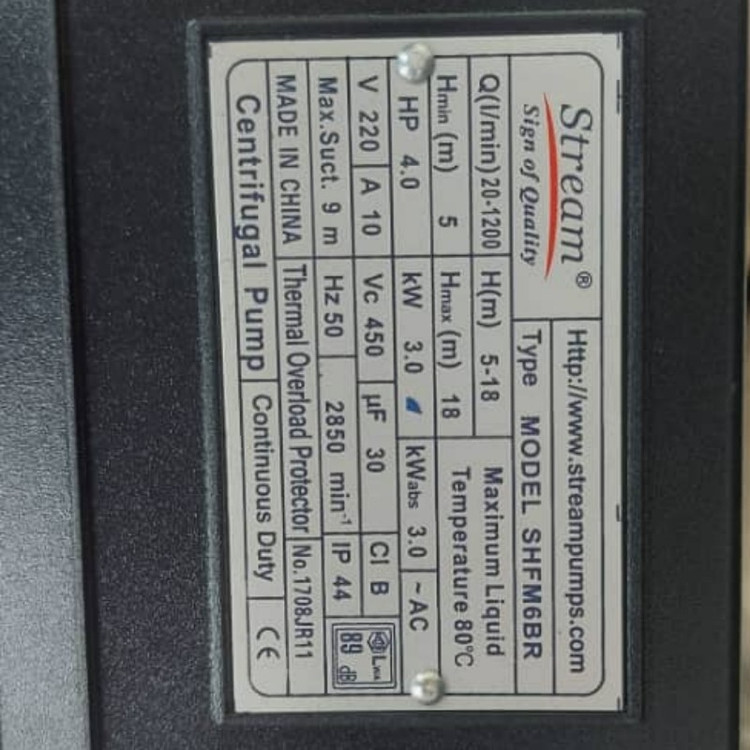 Stream®
Sign of Quality
Http://www.streampumps.com
Type MODEL SHFM6BR
Q(l/min) 20-1200 H(m) 5-18
Maximum Liquid
Temperature 80℃
Hmin (m) 5 Hmax (m) 18
HP 4.0 kW 3.0 kWabs 3.0 ~ AC
V 220 A 10 Vc 450 µF 30 Cl B
Max.Suct. 9 m Hz 50 2850 min⁻¹ IP 44
LWA
89 dB
MADE IN CHINA Thermal Overload Protector No.1708JR11
Centrifugal Pump Continuous Duty CE